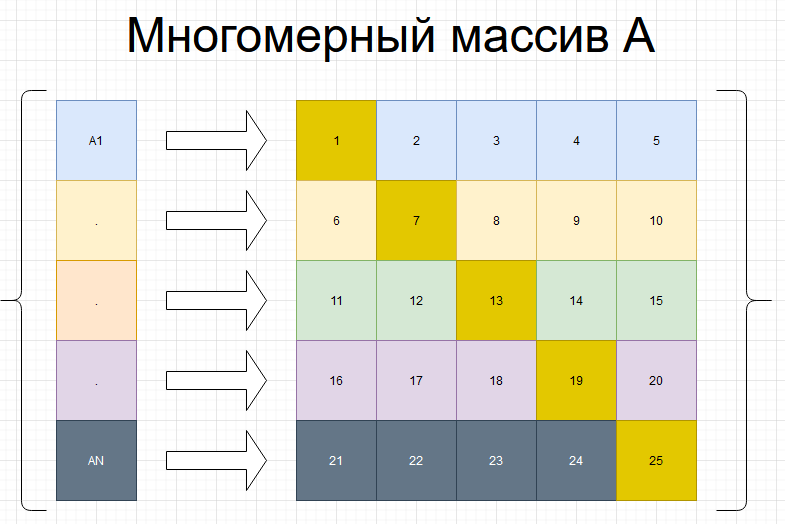 Многомерный массив А
A1 1 2 3 4 5
. 6 7 8 9 10
. 11 12 13 14 15
. 16 17 18 19 20
AN 21 22 23 24 25